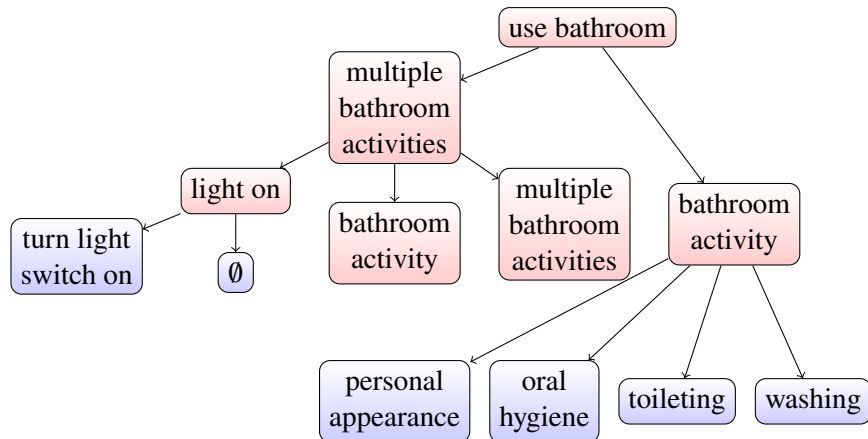 use bathroom
multiple
bathroom
activities
light on
turn light
switch on
∅
bathroom
activity
multiple
bathroom
activities
bathroom
activity
personal
appearance
oral
hygiene
toileting
washing